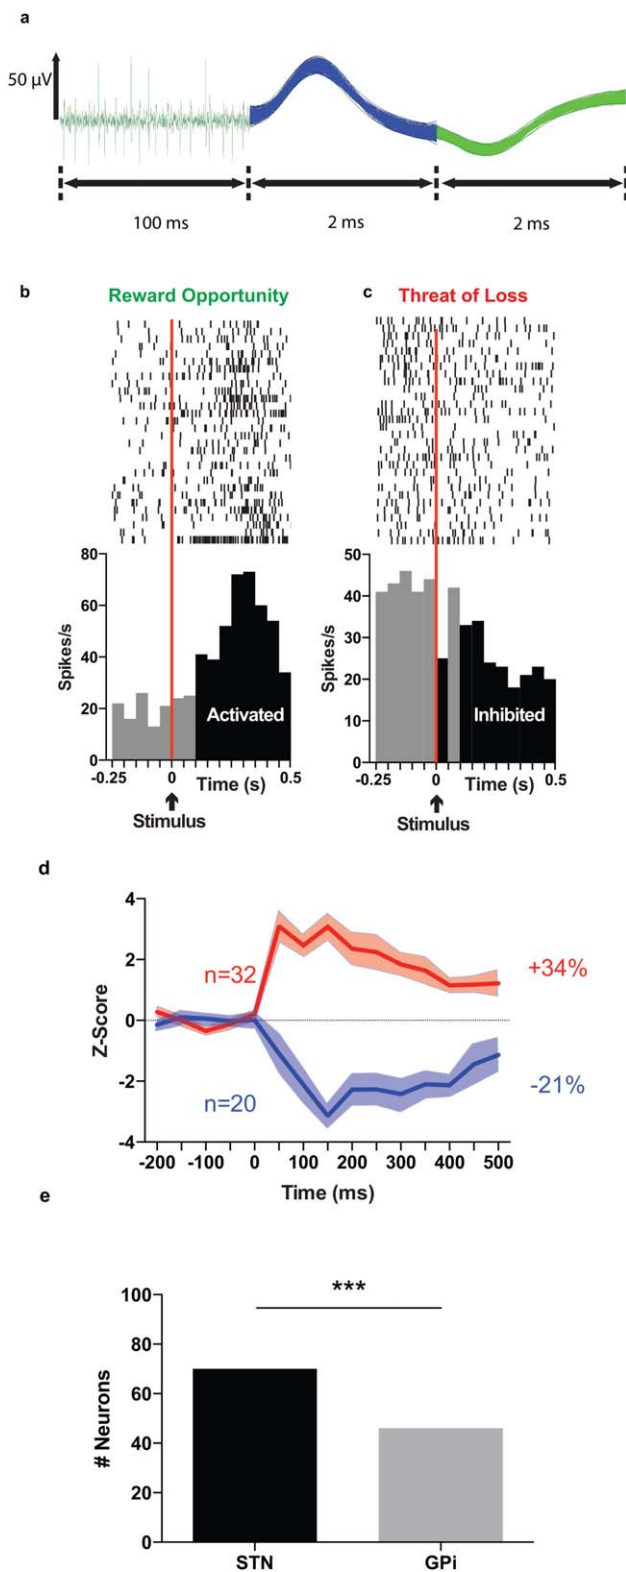 a
50 µV
100 ms
2 ms
2 ms
b
Reward Opportunity
80
60
40
20
0
Spikes/s
Activated
-0.25
0
Time (s)
0.5
Stimulus
c
Threat of Loss
50
40
30
20
10
0
Spikes/s
Inhibited
-0.25
0
Time (s)
0.5
Stimulus
d
4
2
0
-2
-4
Z-Score
n=32
+34%
n=20
-21%
-200
-100
0
100
200
300
400
500
Time (ms)
e
***
100
80
60
40
20
0
# Neurons
STN
GPi